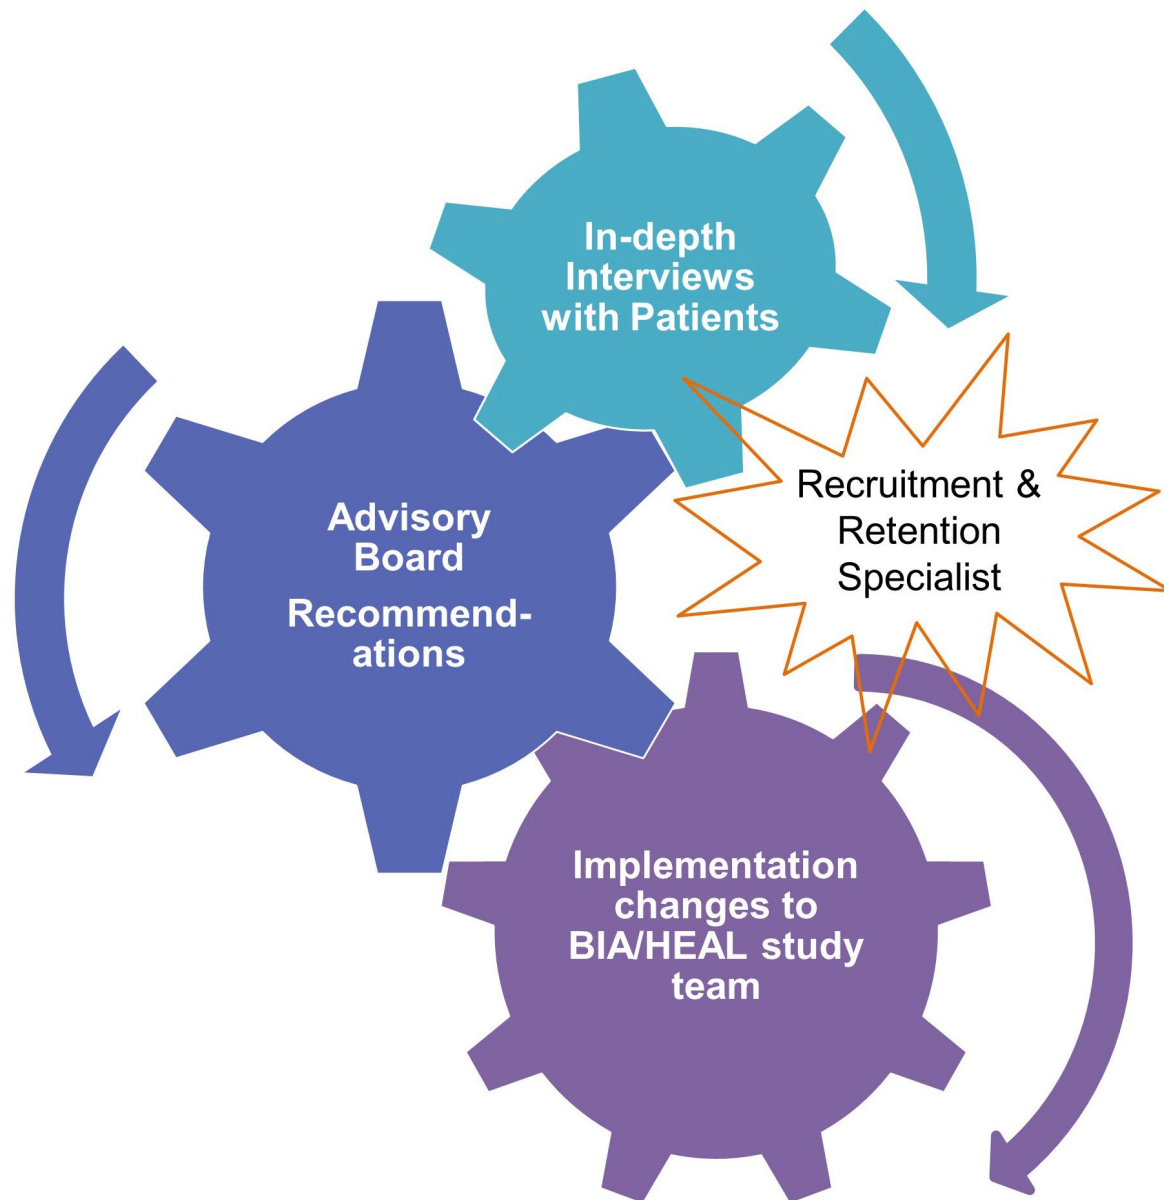 In-depth
Interviews
with Patients
Advisory
Board
Recommend-
ations
Recruitment &
Retention
Specialist
Implementation
changes to
BIA/HEAL study
team